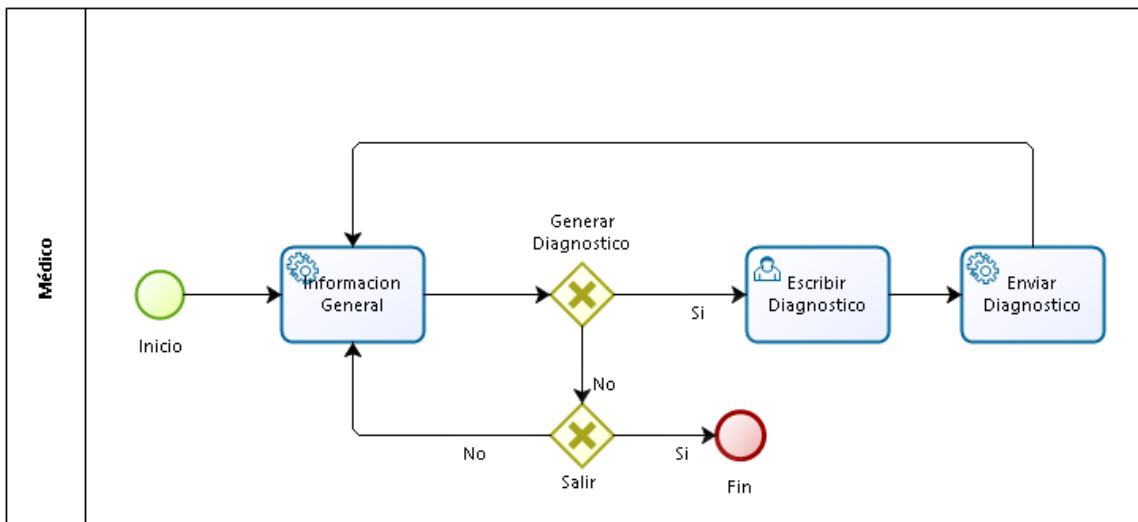 Médico
Inicio
Informacion
General
Generar
Diagnostico
Si
Escribir
Diagnostico
Enviar
Diagnostico
No
No
Salir
Si
Fin